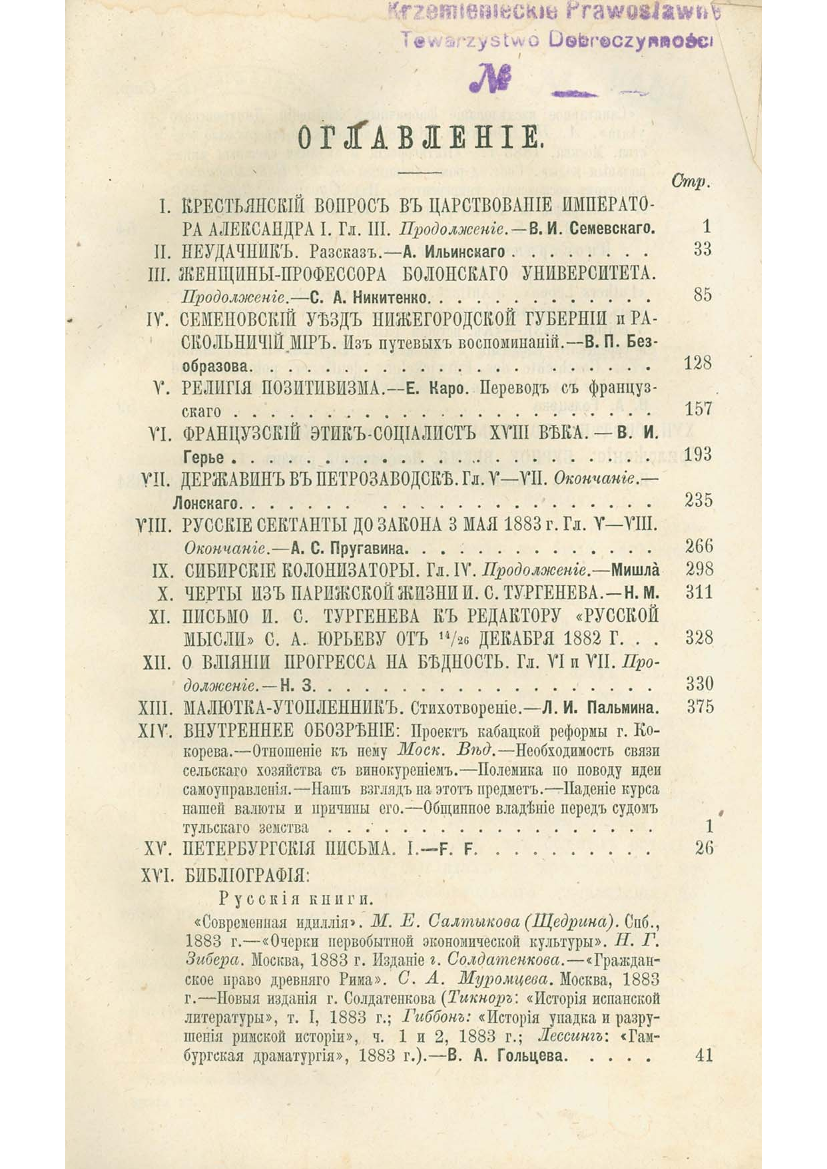 Krzemienieckie Prawosławne
Towarzystwo Dobroczynności
№
ОГЛАВЛЕНІЕ.
Стр.
I. КРЕСТЬЯНСКІЙ ВОПРОСЪ ВЪ ЦАРСТВОВАНІЕ ИМПЕРАТО-
РА АЛЕКСАНДРА I. Гл. III. Продолженіе.—В. И. Семевскаго. 1
II. НЕУДАЧНИКЪ. Разсказъ.—А. Ильинскаго . . . . . . . . 33
III. ЖЕНЩИНЫ-ПРОФЕССОРА БОЛОНСКАГО УНИВЕРСИТЕТА.
Продолженіе.—С. А. Никитенко. . . . . . . . . . . . . 85
IV. СЕМЕНОВСКІЙ УѢЗДЪ НИЖЕГОРОДСКОЙ ГУБЕРНІИ и РА-
СКОЛЬНИЧІЙ МІРЪ. Изъ путевыхъ воспоминаній.—В. П. Без-
образова. . . . . . . . . . . . . . . . . . . . 128
V. РЕЛИГІЯ ПОЗИТИВИЗМА.—Е. Каро. Переводъ съ француз-
скаго . . . . . . . . . . . . . . . . . . . . . 157
VI. ФРАНЦУЗСКІЙ ЭТИКЪ-СОЦІАЛИСТЪ XVIII ВѢКА. — В. И.
Герье . . . . . . . . . . . . . . . . . . . . . 193
VII. ДЕРЖАВИНЪ ВЪ ПЕТРОЗАВОДСКѢ. Гл. V—VII. Окончаніе.—
Лонскаго. . . . . . . . . . . . . . . . . . . . 235
VIII. РУССКІЕ СЕКТАНТЫ ДО ЗАКОНА 3 МАЯ 1883 г. Гл. V—VIII.
Окончаніе.—А. С. Пругавина. . . . . . . . . . . . . 266
IX. СИБИРСКІЕ КОЛОНИЗАТОРЫ. Гл. IV. Продолженіе.—Мишла̀ 298
X. ЧЕРТЫ ИЗЪ ПАРИЖСКОЙ ЖИЗНИ И. С. ТУРГЕНЕВА.—Н. М. 311
XI. ПИСЬМО И. С. ТУРГЕНЕВА КЪ РЕДАКТОРУ «РУССКОЙ
МЫСЛИ» С. А. ЮРЬЕВУ ОТЪ 14/26 ДЕКАБРЯ 1882 Г. . . 328
XII. О ВЛІЯНІИ ПРОГРЕССА НА БѢДНОСТЬ. Гл. VI и VII. Про-
долженіе.—Н. З. . . . . . . . . . . . . . . . . . 330
XIII. МАЛЮТКА-УТОПЛЕННИКЪ. Стихотвореніе.—Л. И. Пальмина. 375
XIV. ВНУТРЕННЕЕ ОБОЗРѢНІЕ: Проектъ кабацкой реформы г. Ко-
корева.—Отношеніе къ нему Моск. Вѣд.—Необходимость связи
сельскаго хозяйства съ винокуреніемъ.—Полемика по поводу идеи
самоуправленія.—Нашъ взглядъ на этотъ предметъ.—Паденіе курса
нашей валюты и причины его.—Общинное владѣніе передъ судомъ
тульскаго земства . . . . . . . . . . . . . . . . . 1
XV. ПЕТЕРБУРГСКІЯ ПИСЬМА. I.—F. F. . . . . . . . . . 26
XVI. БИБЛІОГРАФІЯ:
Русскія книги.
«Современная идиллія». М. Е. Салтыкова (Щедрина). Спб.,
1883 г.—«Очерки первобытной экономической культуры». Н. Г.
Зибера. Москва, 1883 г. Изданіе г. Солдатенкова.—«Граждан-
ское право древняго Рима». С. А. Муромцева. Москва, 1883
г.—Новыя изданія г. Солдатенкова (Тикноръ: «Исторія испанской
литературы», т. I, 1883 г.; Гиббонъ: «Исторія упадка и разру-
шенія римской исторіи», ч. 1 и 2, 1883 г.; Лессингъ: «Гам-
бургская драматургія», 1883 г.).—В. А. Гольцева. . . . . 41